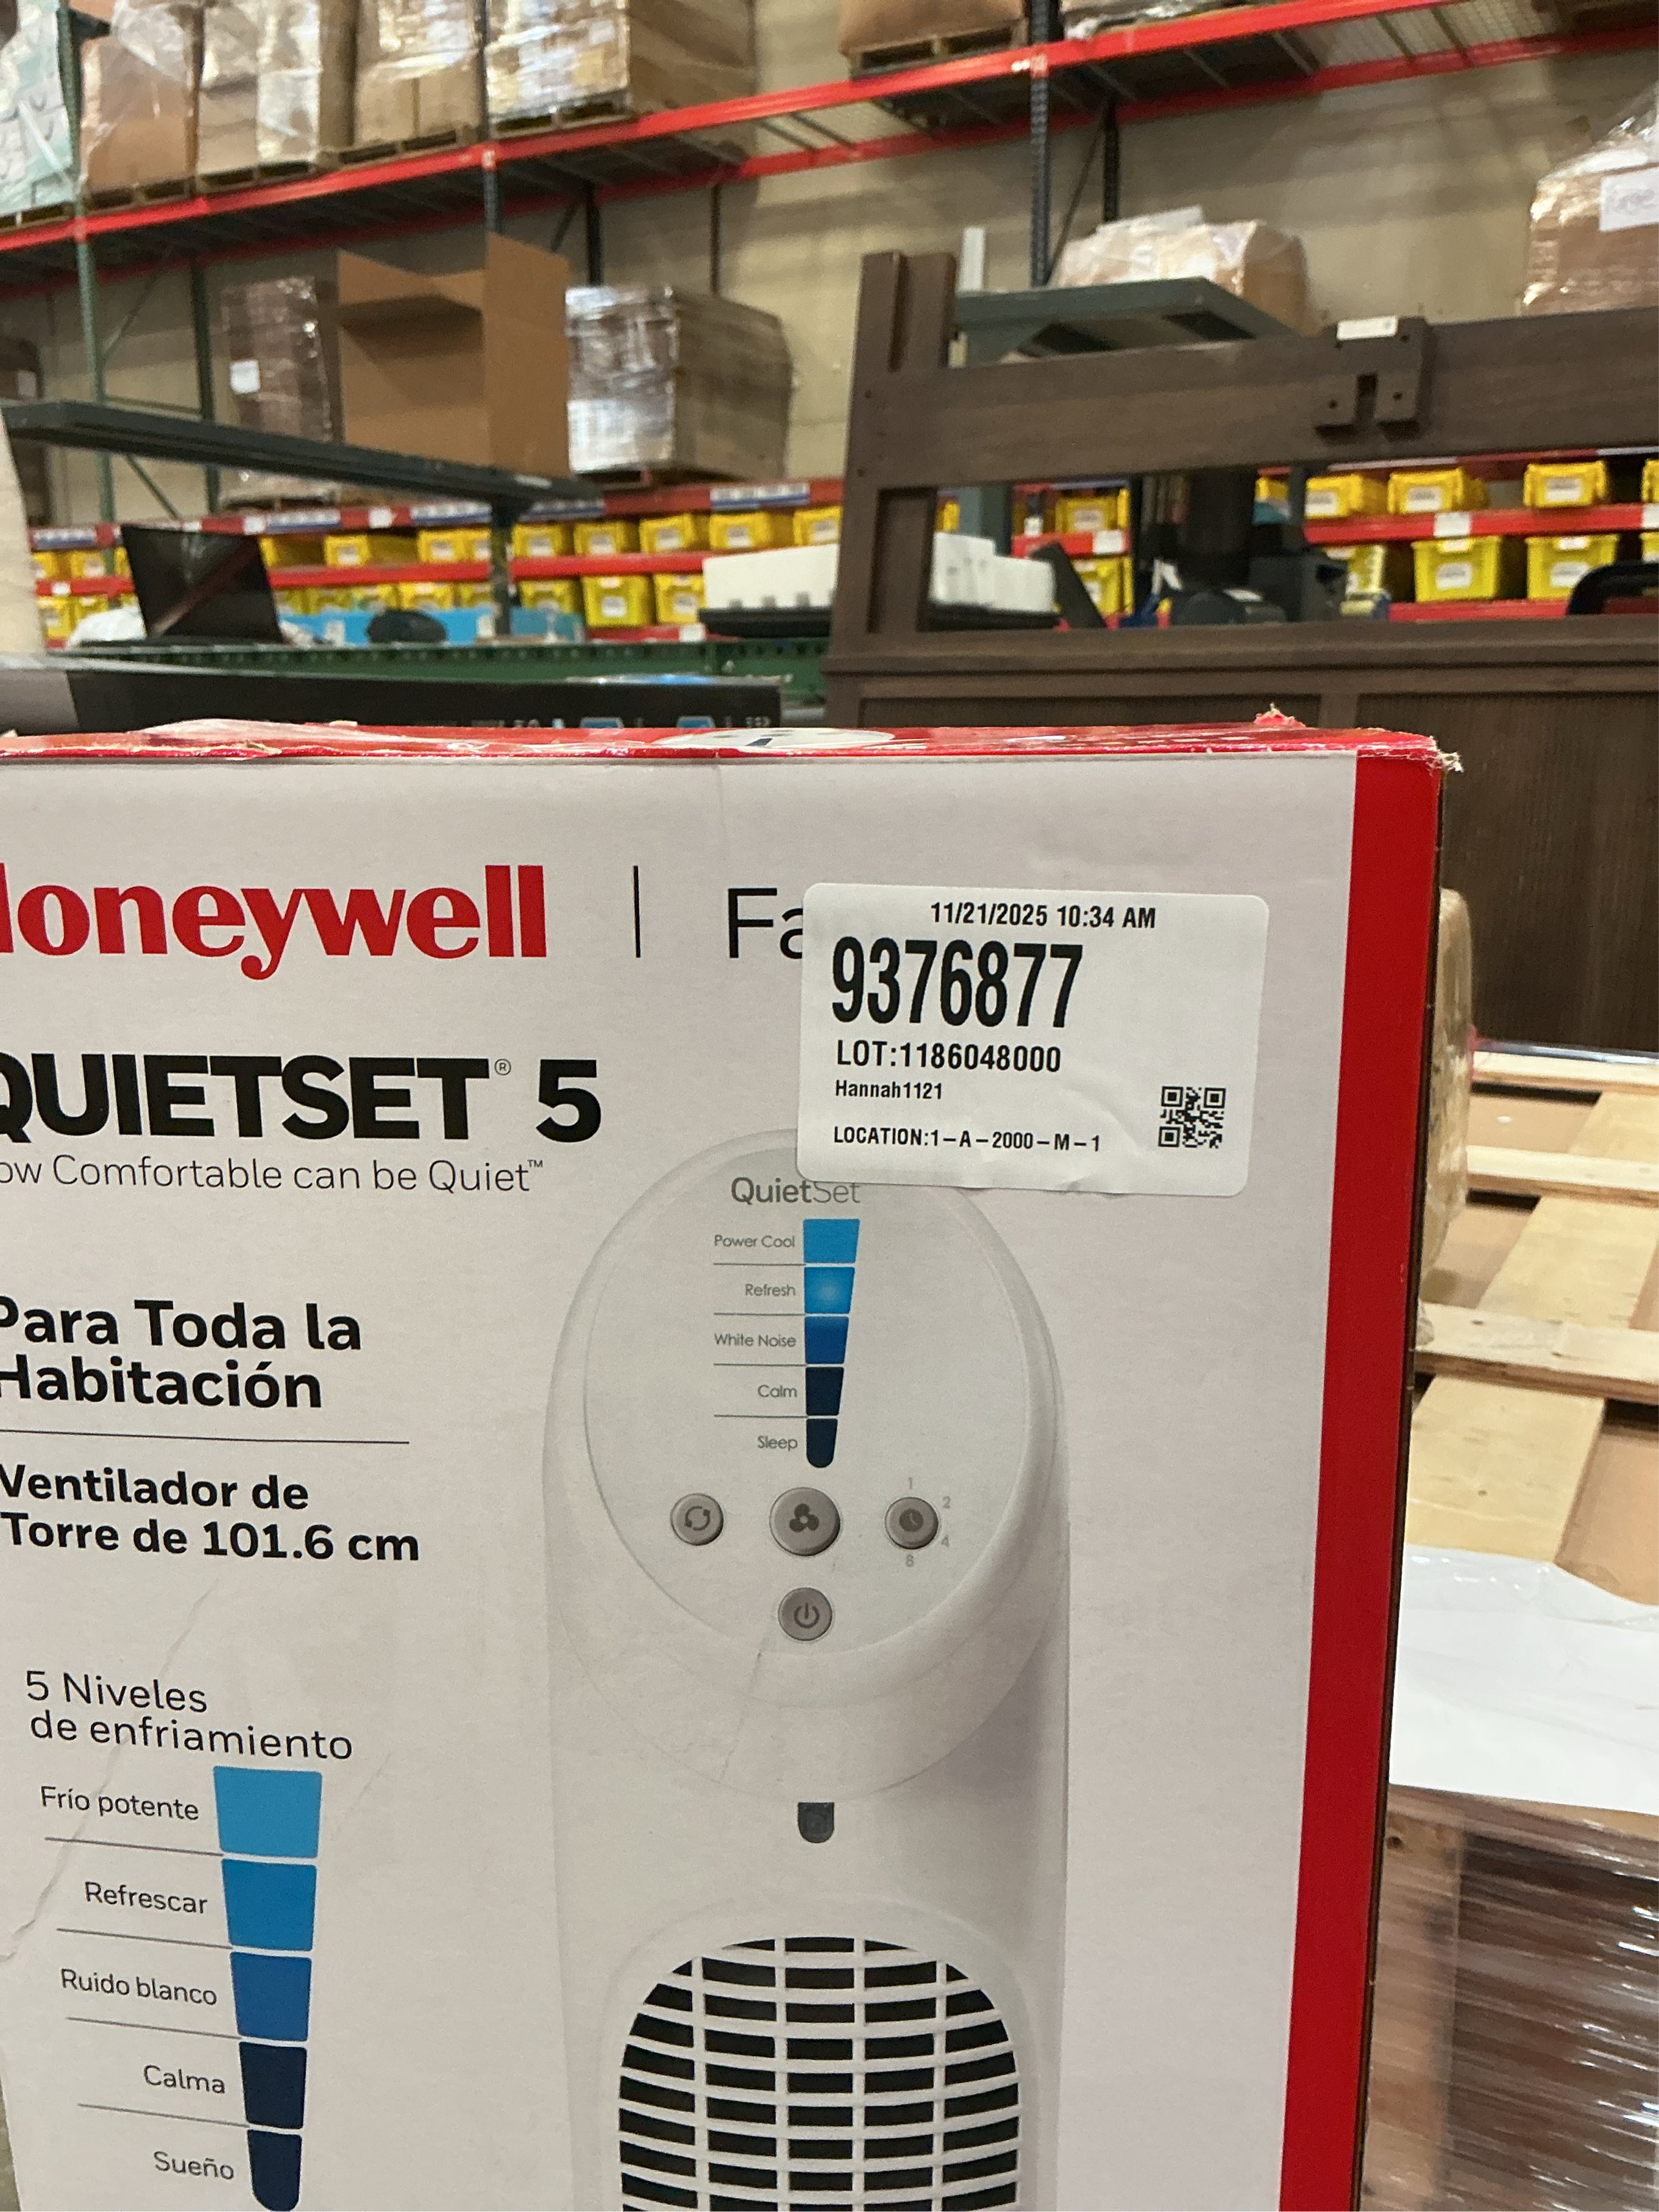 Honeywell | Fa
11/21/2025 10:34 AM
9376877
LOT:1186048000
Hannah1121
LOCATION:1-A-2000-M-1
QUIETSET® 5
ow Comfortable can be Quiet™
QuietSet
Power Cool
Refresh
White Noise
Calm
Sleep
1
2
4
8
Para Toda la
Habitación
Ventilador de
Torre de 101.6 cm
5 Niveles
de enfriamiento
Frío potente
Refrescar
Ruido blanco
Calma
Sueño